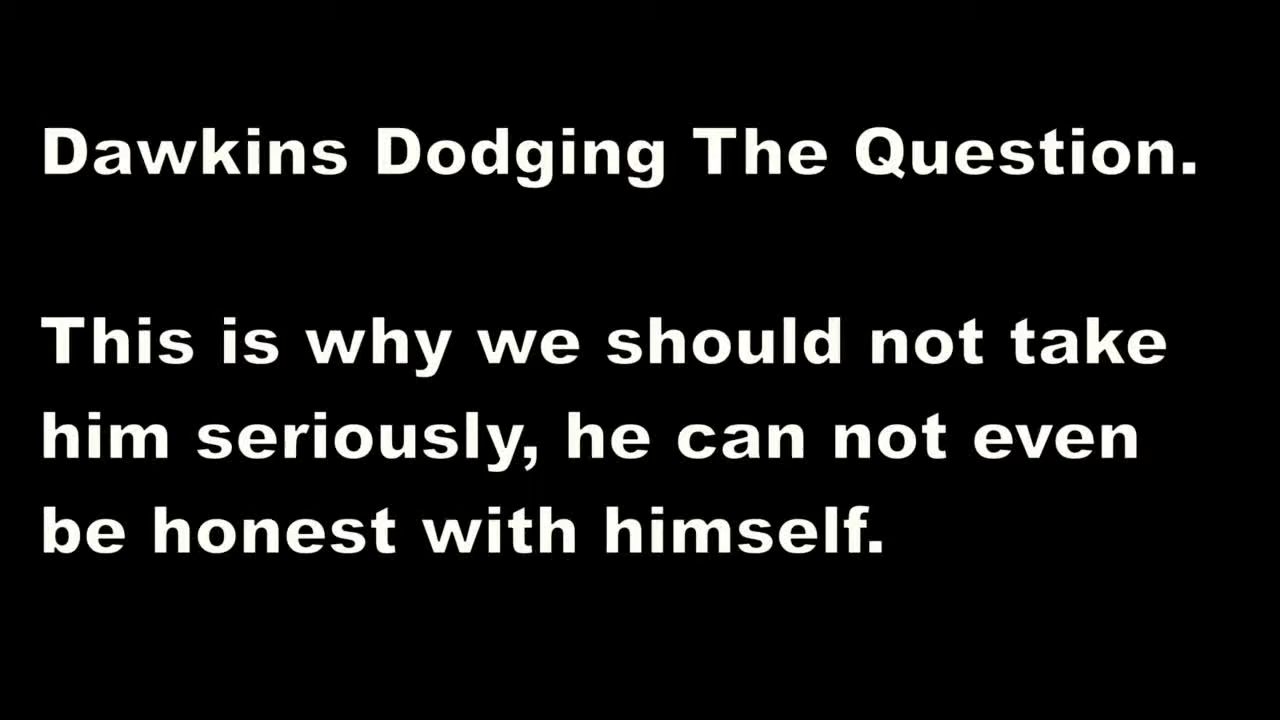 Dawkins Dodging The Question.
This is why we should not take
him seriously, he can not even
be honest with himself.